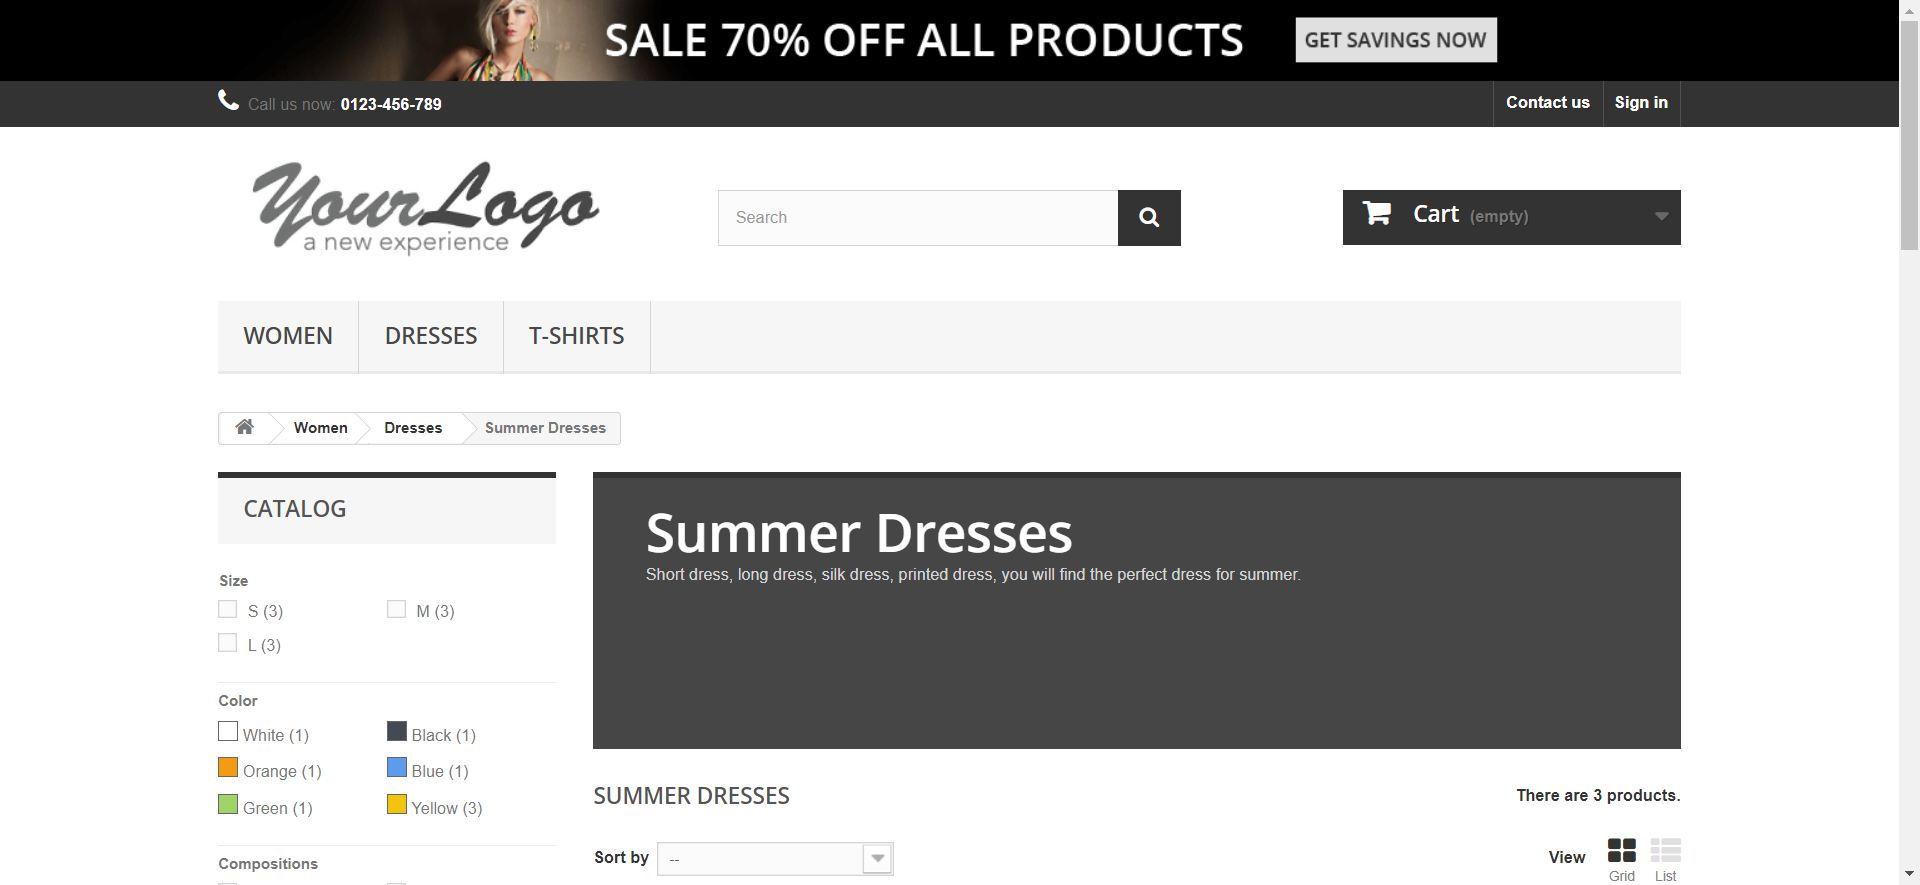 SALE 70% OFF ALL PRODUCTS GET SAVINGS NOW
Call us now: 0123-456-789
Contact us Sign in
YourLogo
a new experience
Search
Cart (empty)
WOMEN DRESSES T-SHIRTS
Women Dresses Summer Dresses
CATALOG
Size
S (3) M (3)
L (3)
Color
White (1) Black (1)
Orange (1) Blue (1)
Green (1) Yellow (3)
Compositions
Summer Dresses
Short dress, long dress, silk dress, printed dress, you will find the perfect dress for summer.
SUMMER DRESSES
There are 3 products.
Sort by --
View
Grid List